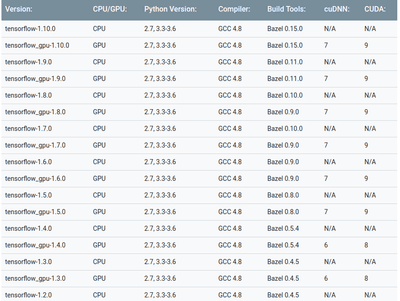 Version: CPU/GPU: Python Version: Compiler: Build Tools: cuDNN: CUDA:
tensorflow-1.10.0 CPU 2.7, 3.3-3.6 GCC 4.8 Bazel 0.15.0 N/A N/A
tensorflow_gpu-1.10.0 GPU 2.7, 3.3-3.6 GCC 4.8 Bazel 0.15.0 7 9
tensorflow-1.9.0 CPU 2.7, 3.3-3.6 GCC 4.8 Bazel 0.11.0 N/A N/A
tensorflow_gpu-1.9.0 GPU 2.7, 3.3-3.6 GCC 4.8 Bazel 0.11.0 7 9
tensorflow-1.8.0 CPU 2.7, 3.3-3.6 GCC 4.8 Bazel 0.10.0 N/A N/A
tensorflow_gpu-1.8.0 GPU 2.7, 3.3-3.6 GCC 4.8 Bazel 0.9.0 7 9
tensorflow-1.7.0 CPU 2.7, 3.3-3.6 GCC 4.8 Bazel 0.10.0 N/A N/A
tensorflow_gpu-1.7.0 GPU 2.7, 3.3-3.6 GCC 4.8 Bazel 0.9.0 7 9
tensorflow-1.6.0 CPU 2.7, 3.3-3.6 GCC 4.8 Bazel 0.9.0 N/A N/A
tensorflow_gpu-1.6.0 GPU 2.7, 3.3-3.6 GCC 4.8 Bazel 0.9.0 7 9
tensorflow-1.5.0 CPU 2.7, 3.3-3.6 GCC 4.8 Bazel 0.8.0 N/A N/A
tensorflow_gpu-1.5.0 GPU 2.7, 3.3-3.6 GCC 4.8 Bazel 0.8.0 7 9
tensorflow-1.4.0 CPU 2.7, 3.3-3.6 GCC 4.8 Bazel 0.5.4 N/A N/A
tensorflow_gpu-1.4.0 GPU 2.7, 3.3-3.6 GCC 4.8 Bazel 0.5.4 6 8
tensorflow-1.3.0 CPU 2.7, 3.3-3.6 GCC 4.8 Bazel 0.4.5 N/A N/A
tensorflow_gpu-1.3.0 GPU 2.7, 3.3-3.6 GCC 4.8 Bazel 0.4.5 6 8
tensorflow-1.2.0 CPU 2.7, 3.3-3.6 GCC 4.8 Bazel 0.4.5 N/A N/A